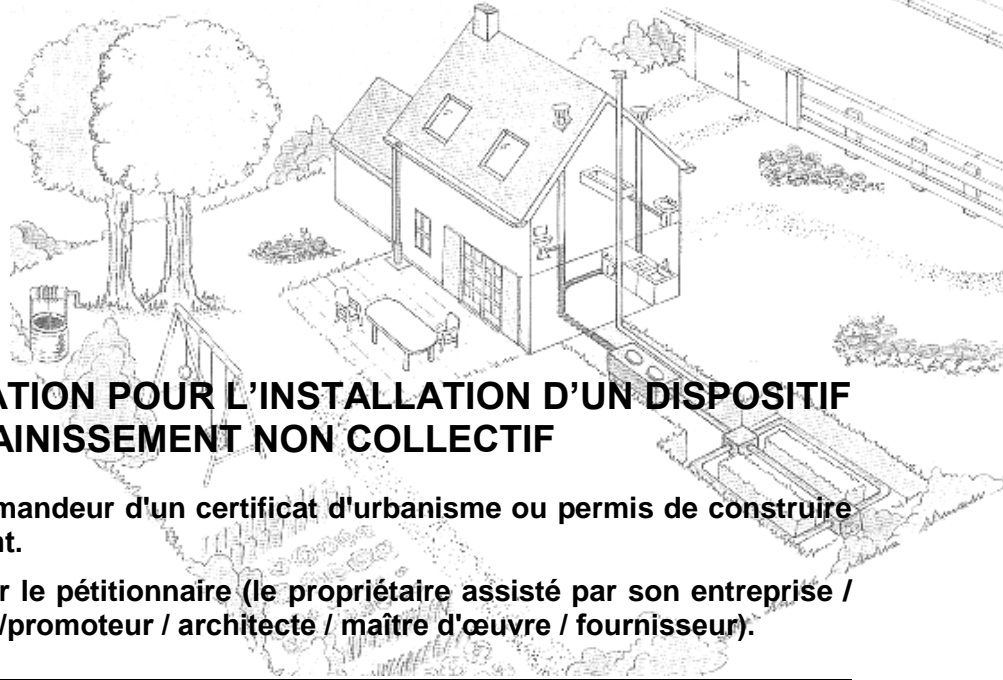 ATION POUR L’INSTALLATION D’UN DISPOSITIF
AINISSEMENT NON COLLECTIF
mandeur d'un certificat d'urbanisme ou permis de construire
nt.
r le pétitionnaire (le propriétaire assisté par son entreprise /
/promoteur / architecte / maître d'œuvre / fournisseur).